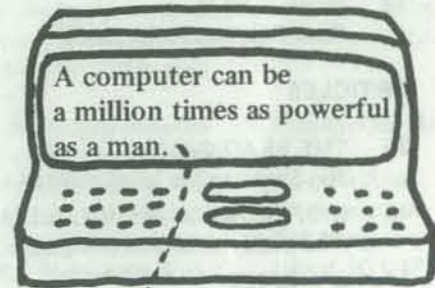 A computer can be
a million times as powerful
as a man.